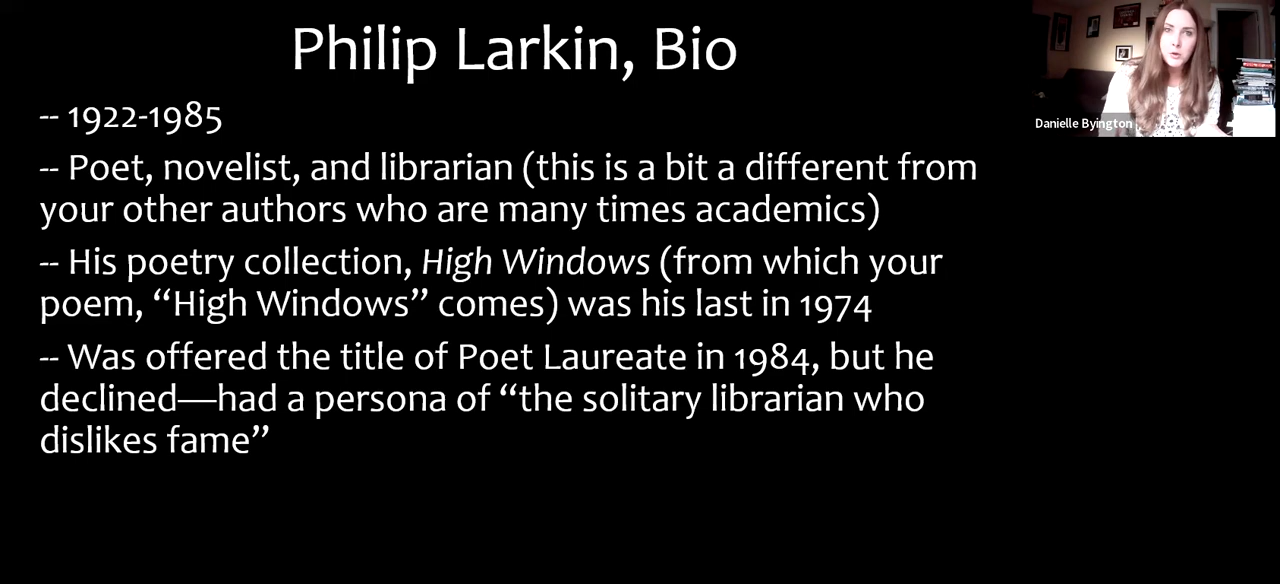 Philip Larkin, Bio
-- 1922-1985
Danielle Byington
-- Poet, novelist, and librarian (this is a bit a different from
your other authors who are many times academics)
-- His poetry collection, High Windows (from which your
poem, “High Windows” comes) was his last in 1974
-- Was offered the title of Poet Laureate in 1984, but he
declined—had a persona of “the solitary librarian who
dislikes fame”